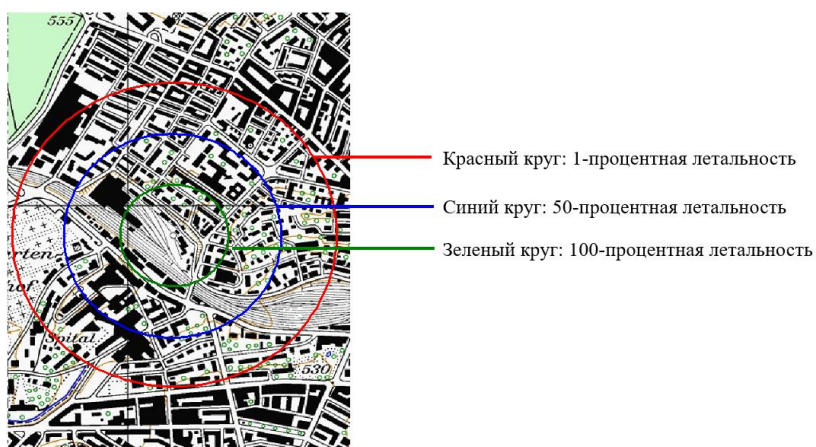 555
Красный круг: 1-процентная летальность
Синий круг: 50-процентная летальность
Зеленый круг: 100-процентная летальность
rten
hof
Spital
530